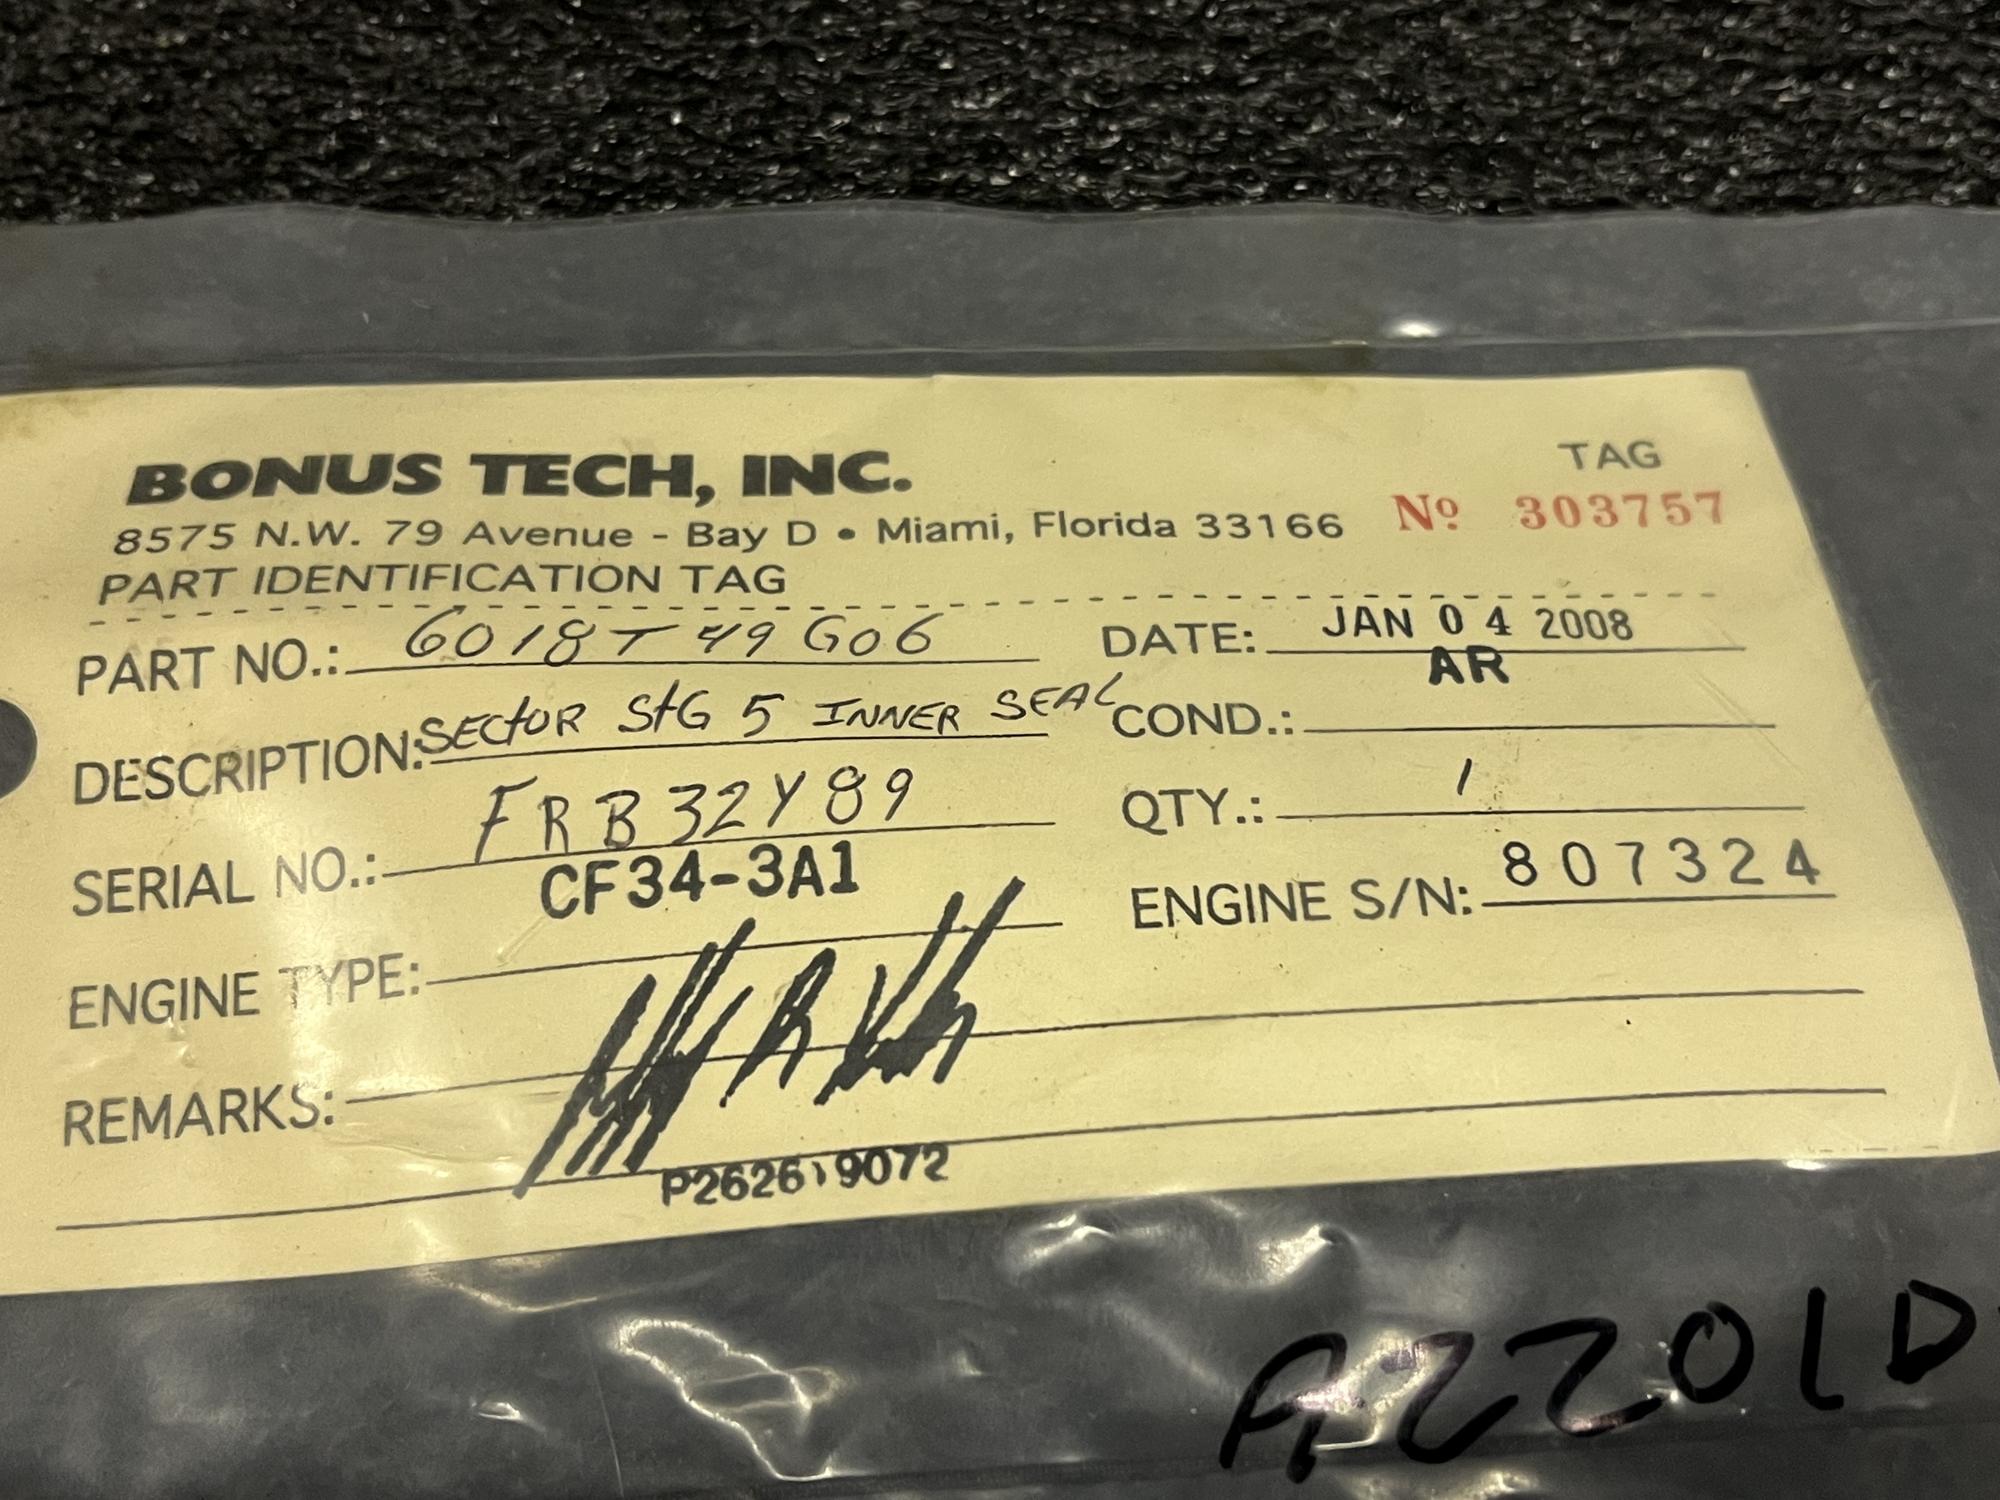 BONUS TECH, INC.
TAG
8575 N.W. 79 Avenue - Bay D • Miami, Florida 33166
Nº 303757
PART IDENTIFICATION TAG
PART NO.: 6018T49G06
DATE: JAN 04 2008
DESCRIPTION: SECtOR StG 5 INNER SEAL
COND.: AR
SERIAL NO.: FRB32Y89
QTY.: 1
ENGINE TYPE: CF34-3A1
ENGINE S/N: 807324
REMARKS: